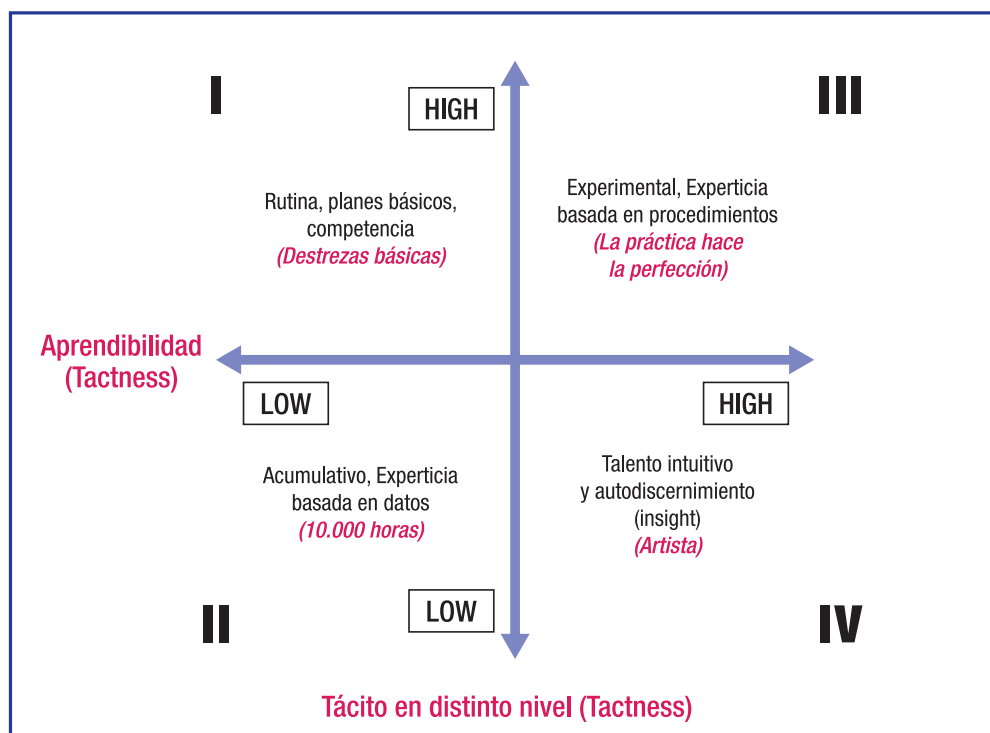 I
III
HIGH
Rutina, planes básicos,
competencia
(Destrezas básicas)
Experimental, Experticia
basada en procedimientos
(La práctica hace
la perfección)
Aprendibilidad
(Tactness)
LOW
HIGH
Acumulativo, Experticia
basada en datos
(10.000 horas)
Talento intuitivo
y autodiscernimiento
(insight)
(Artista)
LOW
II
IV
Tácito en distinto nivel (Tactness)